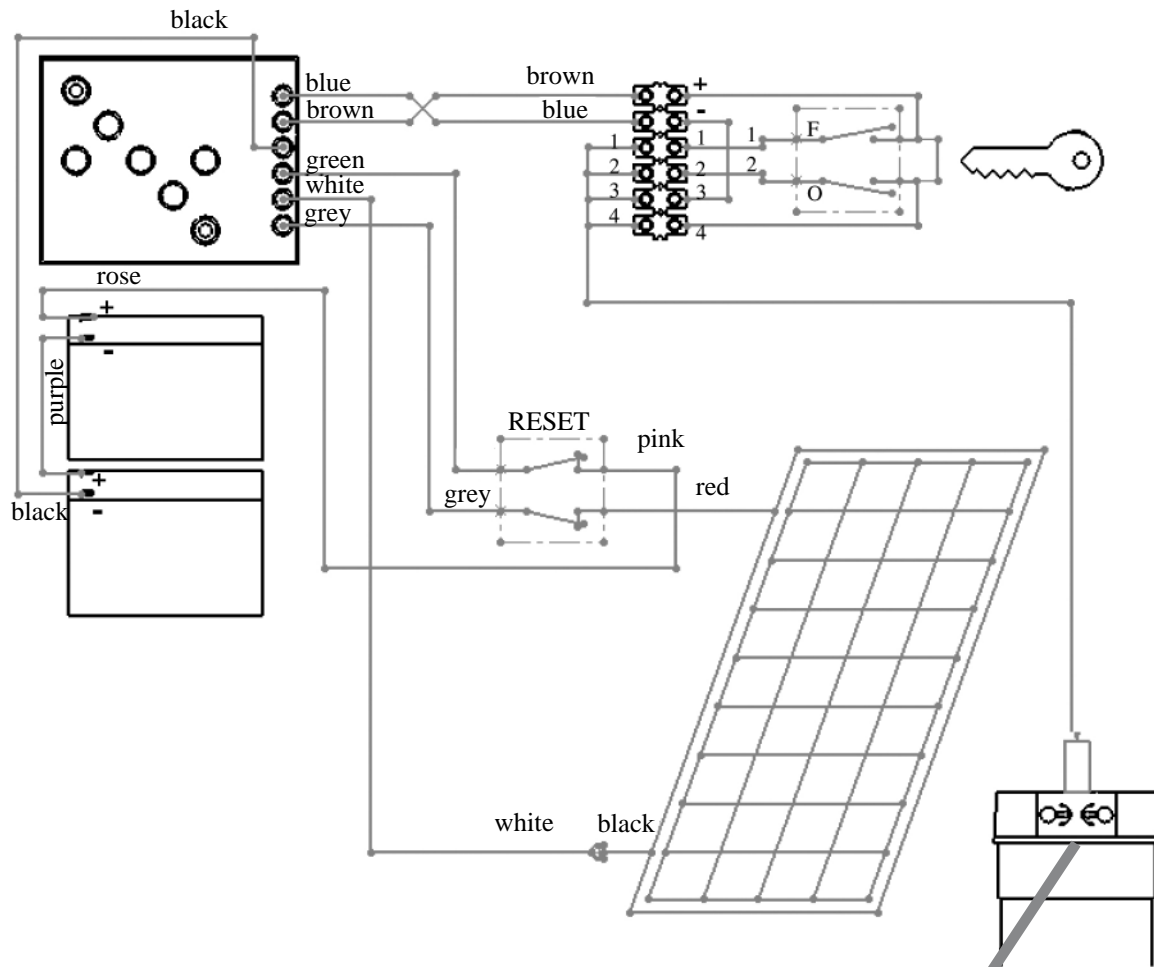 black
blue
brown
green
white
grey
brown
blue
+
-
1
2
3
4
1
2
3
4
1
2
F
O
rose
+
-
purple
+
-
black
RESET
pink
grey
red
white
black